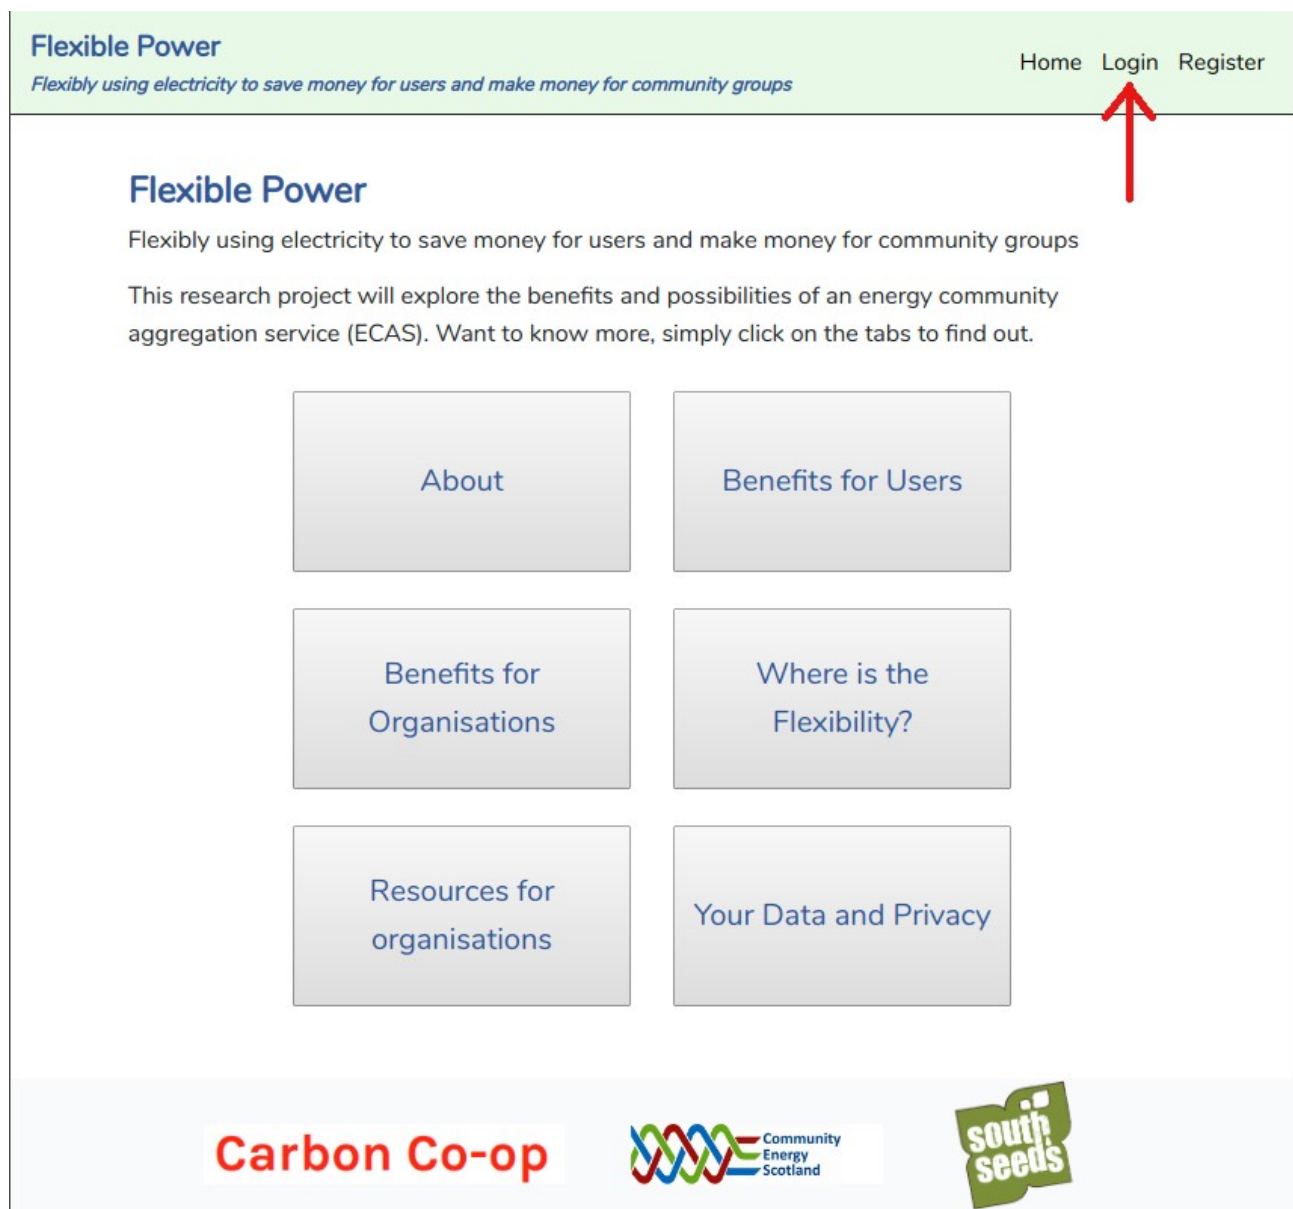 Flexible Power
Flexibly using electricity to save money for users and make money for community groups
Home Login Register
Flexible Power
Flexibly using electricity to save money for users and make money for community groups
This research project will explore the benefits and possibilities of an energy community
aggregation service (ECAS). Want to know more, simply click on the tabs to find out.
About
Benefits for Users
Benefits for
Organisations
Where is the
Flexibility?
Resources for
organisations
Your Data and Privacy
Carbon Co-op
Community
Energy
Scotland
south
seeds